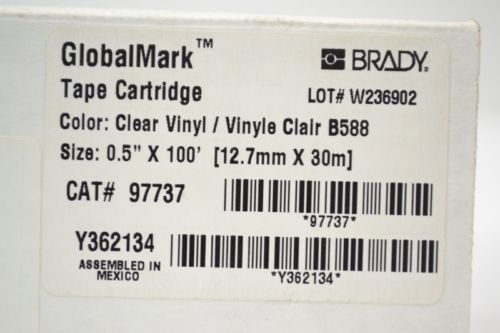 GlobalMark™ BRADY®
Tape Cartridge LOT# W236902
Color: Clear Vinyl / Vinyle Clair B588
Size: 0.5" X 100' [12.7mm X 30m]
CAT# 97737
*97737*
Y362134
ASSEMBLED IN
MEXICO
*Y362134*